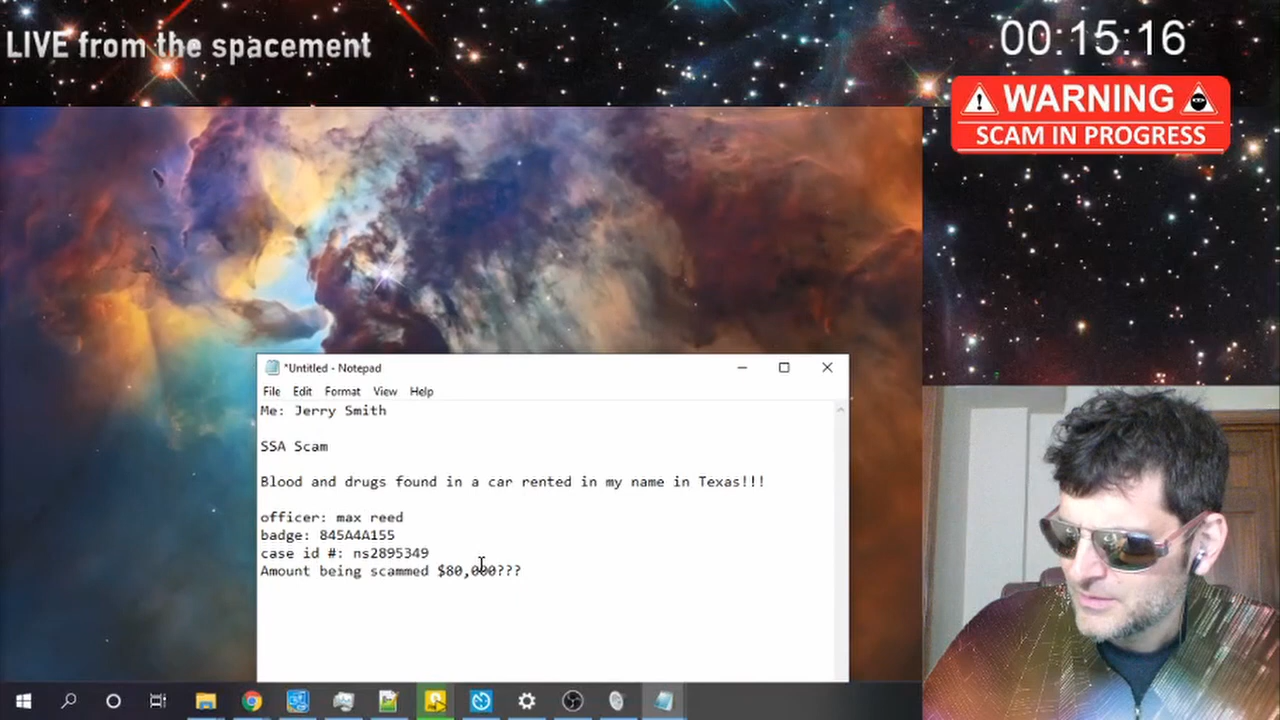 LIVE from the spacement
00:15:16
WARNING
SCAM IN PROGRESS
*Untitled - Notepad
File Edit Format View Help
Me: Jerry Smith
SSA Scam
Blood and drugs found in a car rented in my name in Texas!!!
officer: max reed
badge: 845A4A155
case id #: ns2895349
Amount being scammed $80,000???